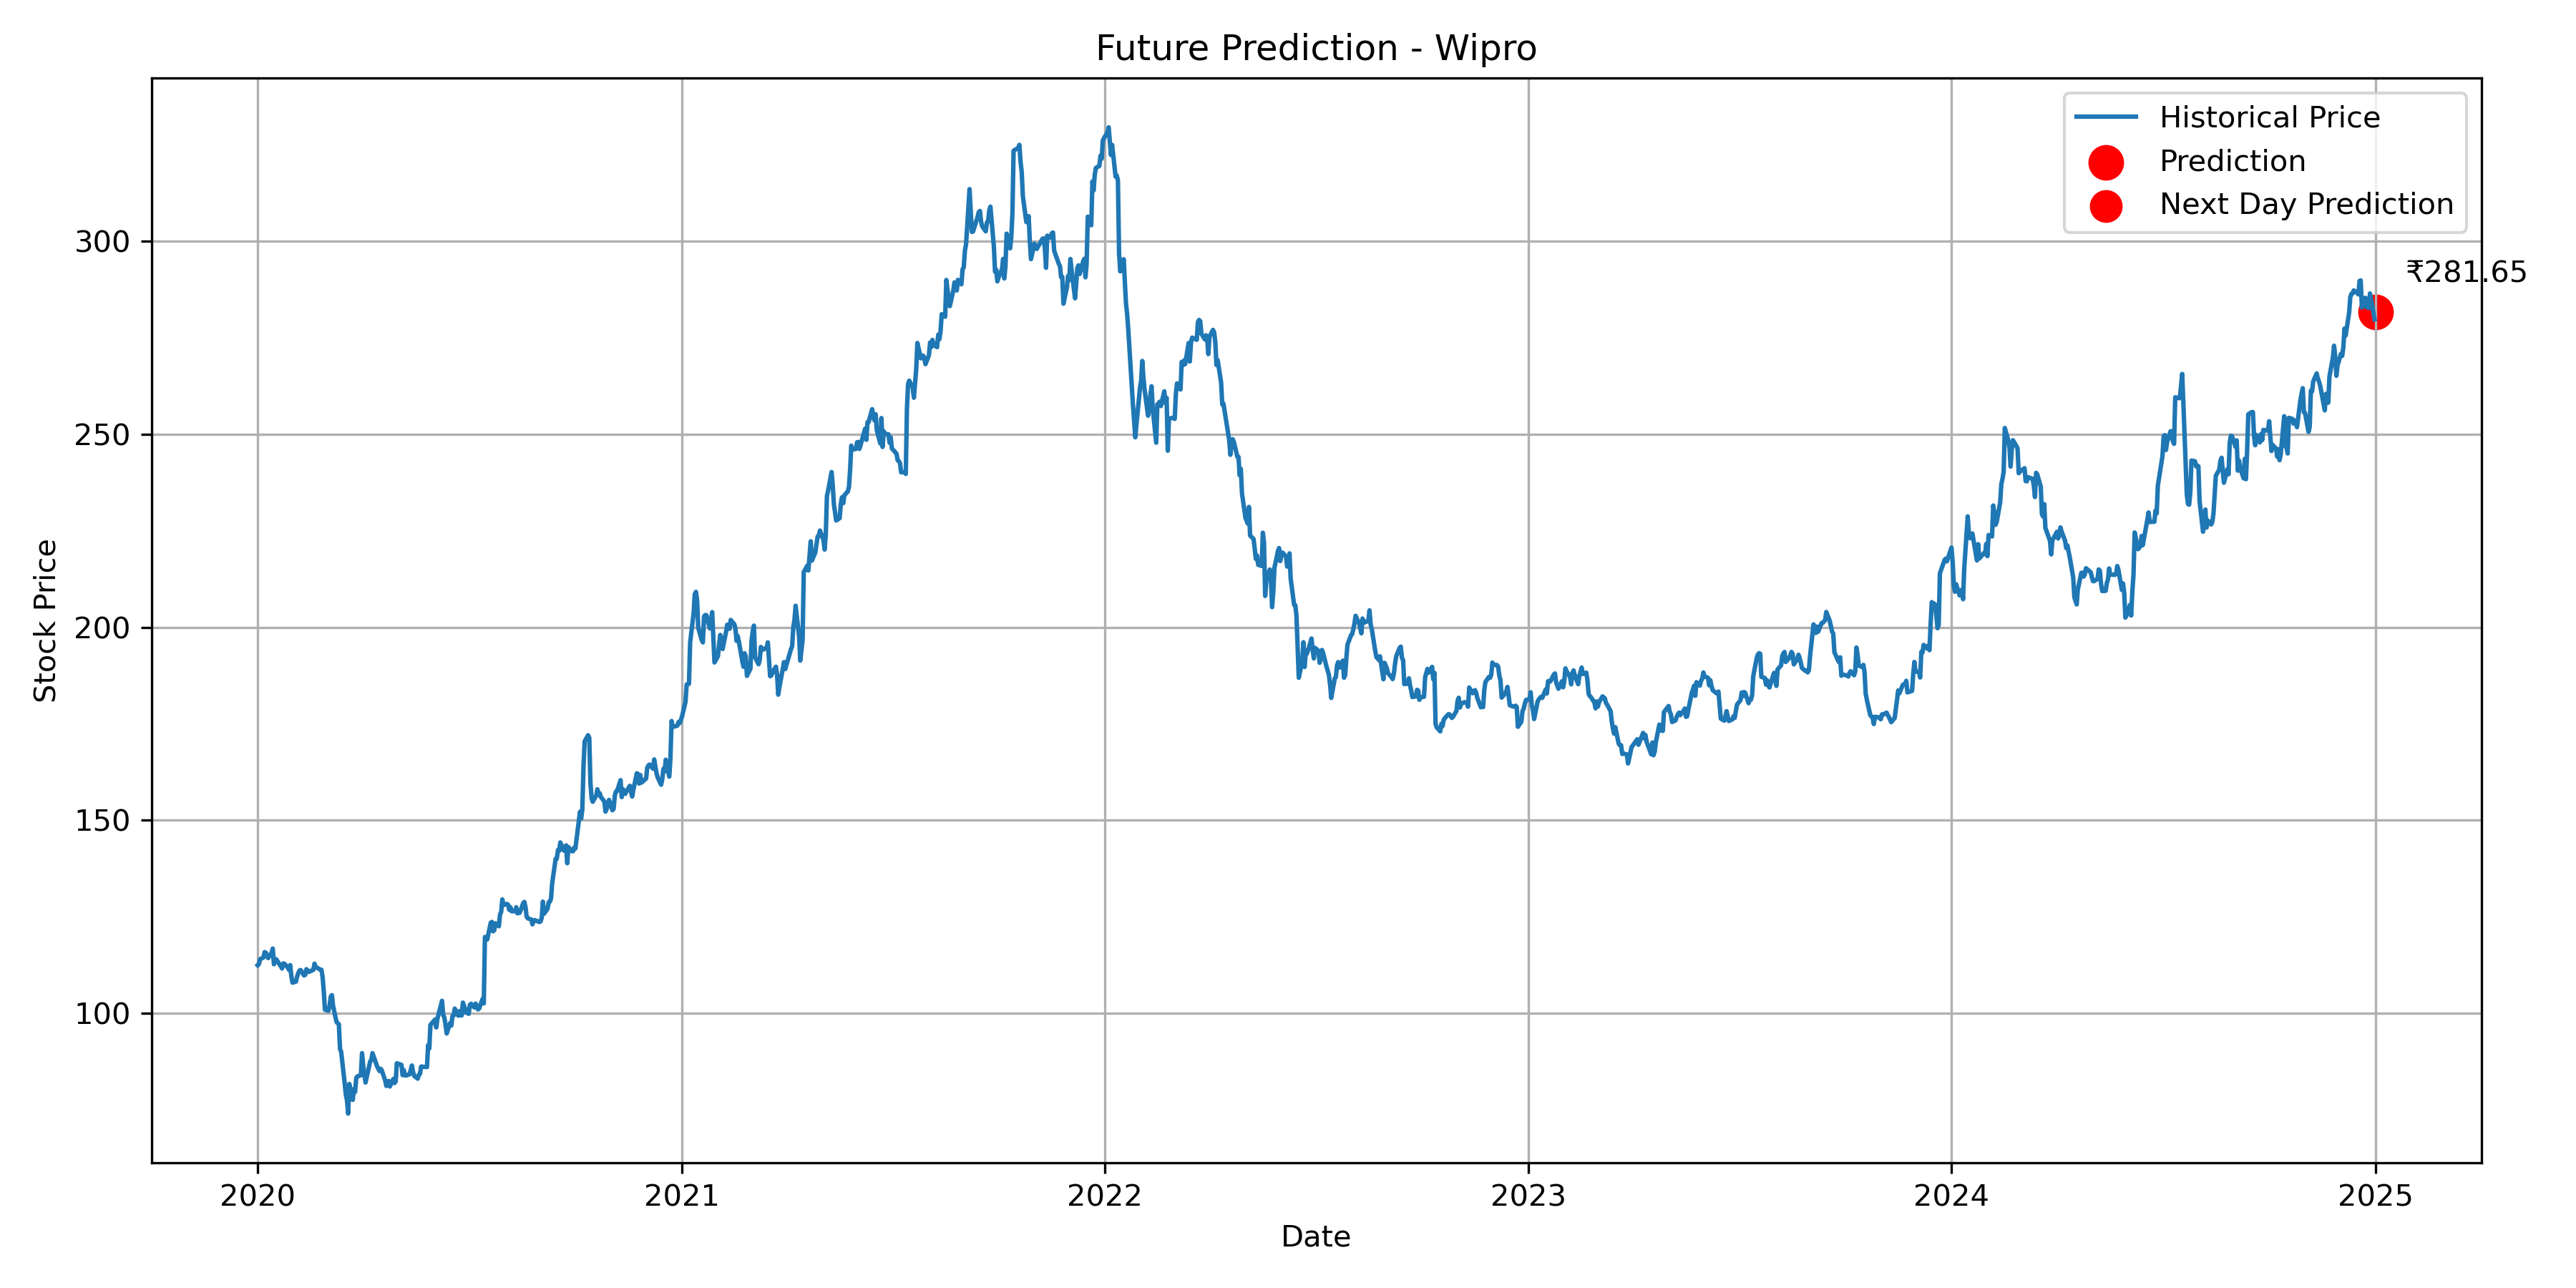 Future Prediction - Wipro
Historical Price
Prediction
Next Day Prediction
₹281.65
Stock Price
300
250
200
150
100
2020 2021 2022 2023 2024 2025
Date